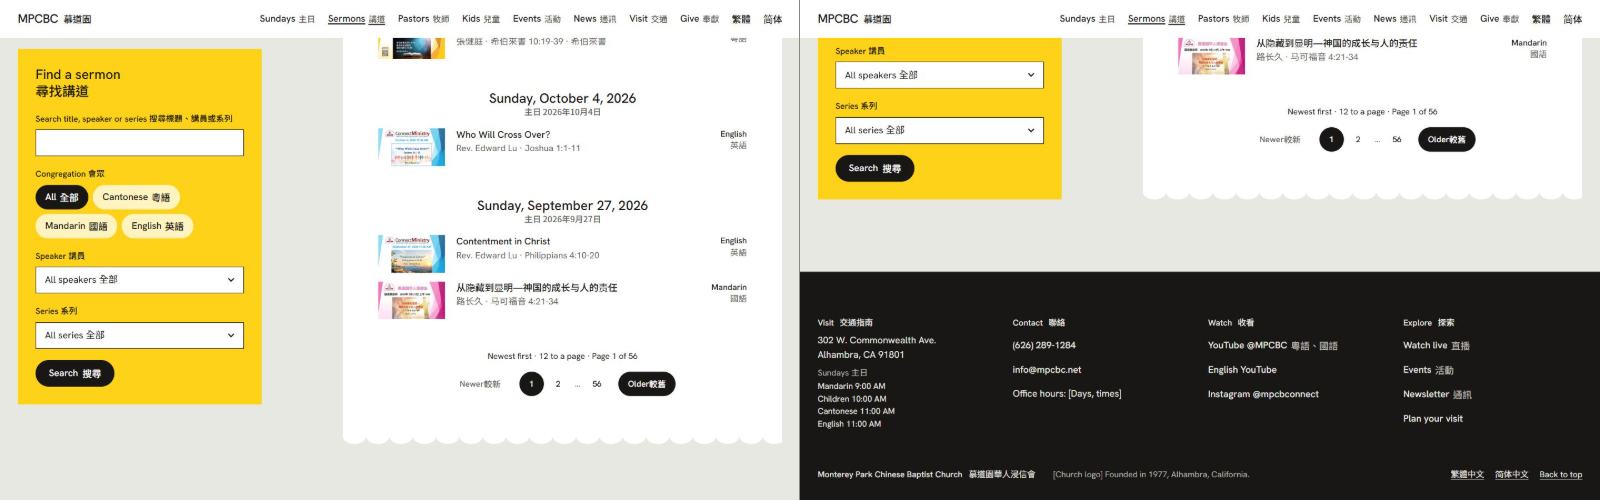 MPCBC 慕道園
Sundays 主日 Sermons 講道 Pastors 牧師 Kids 兒童 Events 活動 News 通訊 Visit 交通 Give 奉獻 繁體 简体
Find a sermon
尋找講道
Search title, speaker or series 搜尋標題、講員或系列
Congregation 會眾
All 全部
Cantonese 粵語
Mandarin 國語
English 英語
Speaker 講員
All speakers 全部
Series 系列
All series 全部
Search 搜尋
張健庭 · 希伯來書 10:19-39 · 希伯來書
粵語
Sunday, October 4, 2026
主日 2026年10月4日
Who Will Cross Over?
Rev. Edward Lu · Joshua 1:1-11
English
英語
Sunday, September 27, 2026
主日 2026年9月27日
Contentment in Christ
Rev. Edward Lu · Philippians 4:10-20
English
英語
从隐藏到显明—神国的成长与人的责任
路长久 · 马可福音 4:21-34
Mandarin
國語
Newest first · 12 to a page · Page 1 of 56
Newer較新 1 2 ... 56 Older較舊
MPCBC 慕道園
Sundays 主日 Sermons 講道 Pastors 牧師 Kids 兒童 Events 活動 News 通訊 Visit 交通 Give 奉獻 繁體 简体
Speaker 講員
All speakers 全部
Series 系列
All series 全部
Search 搜尋
从隐藏到显明—神国的成长与人的责任
路长久 · 马可福音 4:21-34
Mandarin
國語
Newest first · 12 to a page · Page 1 of 56
Newer較新 1 2 ... 56 Older較舊
Visit 交通指南
302 W. Commonwealth Ave.
Alhambra, CA 91801
Sundays 主日
Mandarin 9:00 AM
Children 10:00 AM
Cantonese 11:00 AM
English 11:00 AM
Contact 聯絡
(626) 289-1284
info@mpcbc.net
Office hours: [Days, times]
Watch 收看
YouTube @MPCBC 粵語、國語
English YouTube
Instagram @mpcbconnect
Explore 探索
Watch live 直播
Events 活動
Newsletter 通訊
Plan your visit
Monterey Park Chinese Baptist Church 慕道園華人浸信會 [Church logo] Founded in 1977, Alhambra, California.
繁體中文 简体中文 Back to top